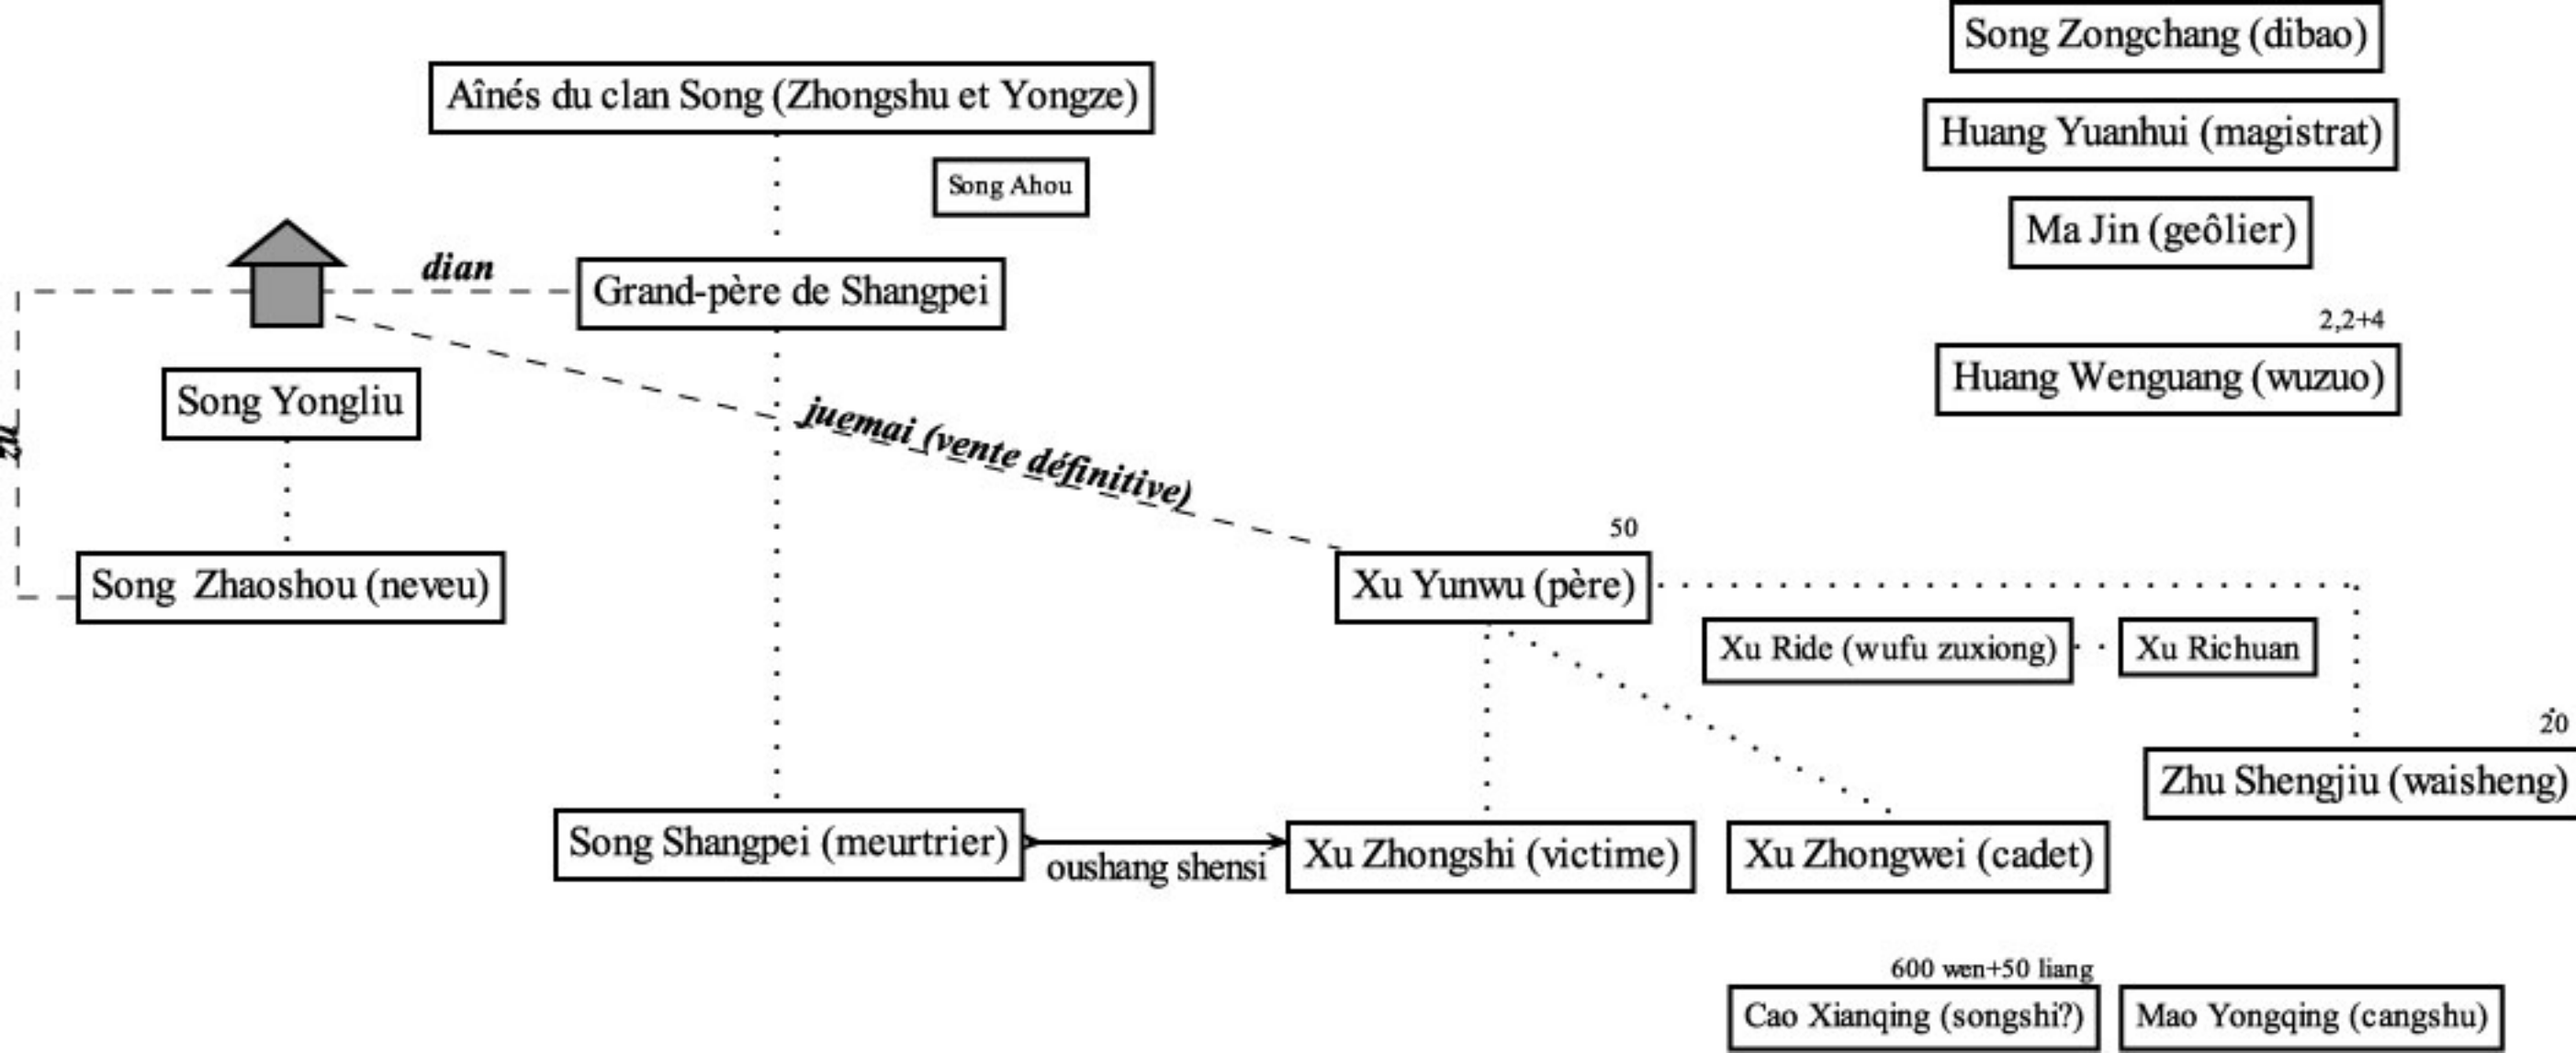 Song Zongchang (dibao)
Aînés du clan Song (Zhongshu et Yongze)
Huang Yuanhui (magistrat)
Song Ahou
Ma Jin (geôlier)
dian
Grand-père de Shangpei
2,2+4
Huang Wenguang (wuzuo)
Song Yongliu
zu
juemai (vente définitive)
50
Song Zhaoshou (neveu)
Xu Yunwu (père)
Xu Ride (wufu zuxiong)
Xu Richuan
20
Zhu Shengjiu (waisheng)
Song Shangpei (meurtrier)
oushang shensi
Xu Zhongshi (victime)
Xu Zhongwei (cadet)
600 wen+50 liang
Cao Xianqing (songshi?)
Mao Yongqing (cangshu)